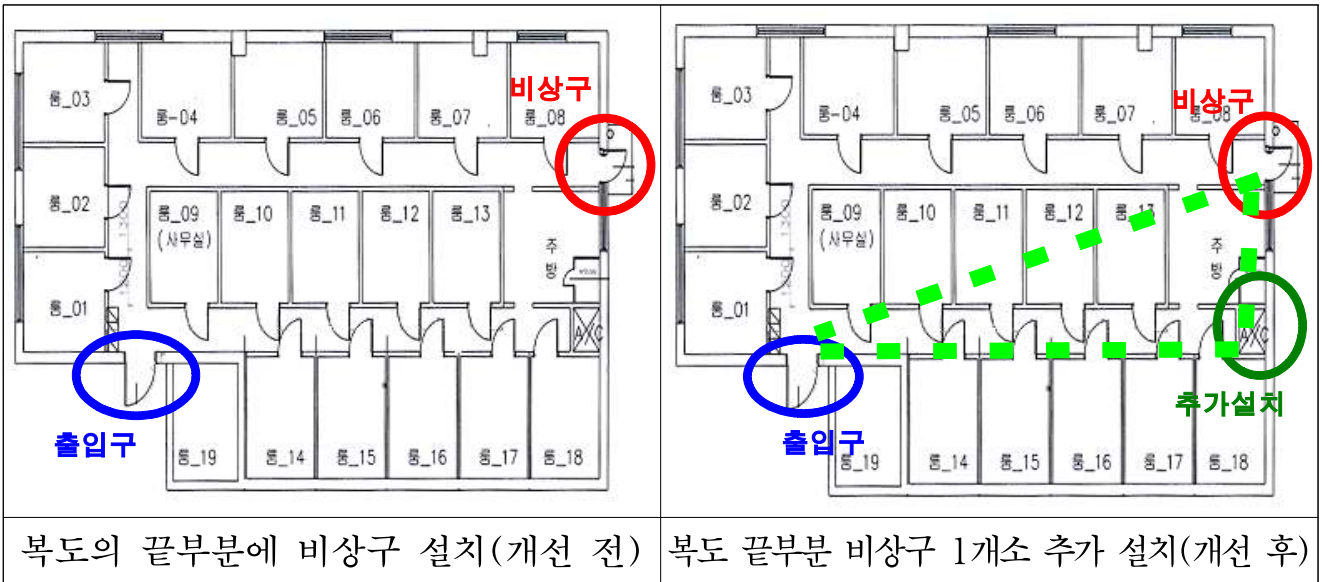 비상구
룸_03
룸-04
룸_05
룸_06
룸_07
룸_08
룸_02
룸_09
(사무실)
룸_10
룸_11
룸_12
룸_13
주방
룸_01
A/C
출입구
룸_19
룸_14
룸_15
룸_16
룸_17
룸_18
복도의 끝부분에 비상구 설치(개선 전)
비상구
룸_03
룸-04
룸_05
룸_06
룸_07
룸_08
룸_02
룸_09
(사무실)
룸_10
룸_11
룸_12
룸_13
주방
룸_01
추가설치
출입구
룸_19
룸_14
룸_15
룸_16
룸_17
룸_18
복도 끝부분 비상구 1개소 추가 설치(개선 후)